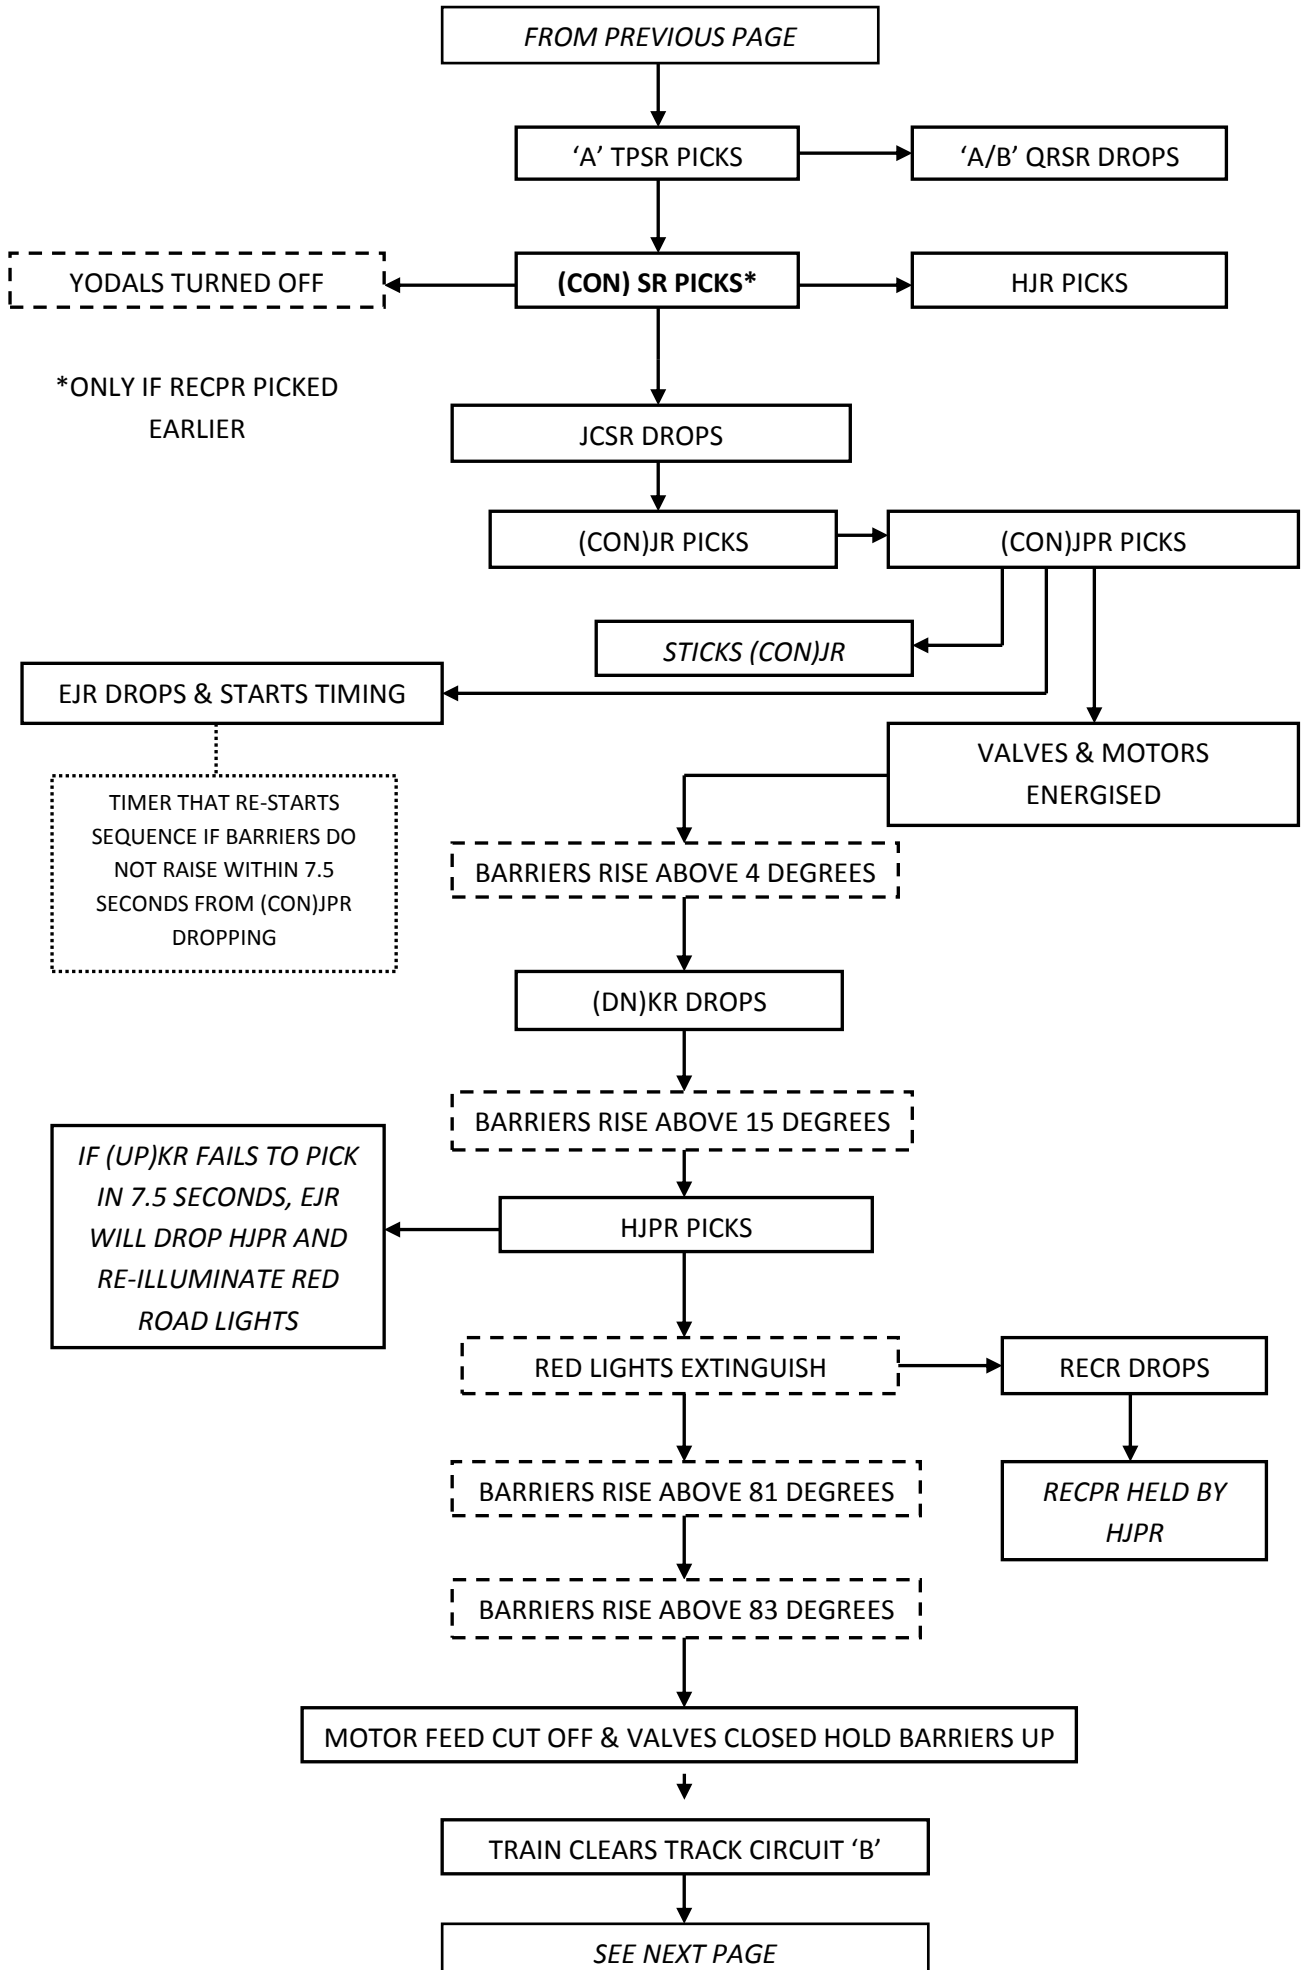 FROM PREVIOUS PAGE
‘A’ TPSR PICKS
‘A/B’ QRSR DROPS
YODALS TURNED OFF
(CON) SR PICKS*
HJR PICKS
*ONLY IF RECPR PICKED
EARLIER
JCSR DROPS
(CON)JR PICKS
(CON)JPR PICKS
STICKS (CON)JR
EJR DROPS & STARTS TIMING
VALVES & MOTORS
ENERGISED
TIMER THAT RE-STARTS
SEQUENCE IF BARRIERS DO
NOT RAISE WITHIN 7.5
SECONDS FROM (CON)JPR
DROPPING
BARRIERS RISE ABOVE 4 DEGREES
(DN)KR DROPS
BARRIERS RISE ABOVE 15 DEGREES
IF (UP)KR FAILS TO PICK
IN 7.5 SECONDS, EJR
WILL DROP HJPR AND
RE-ILLUMINATE RED
ROAD LIGHTS
HJPR PICKS
RED LIGHTS EXTINGUISH
RECR DROPS
BARRIERS RISE ABOVE 81 DEGREES
RECPR HELD BY
HJPR
BARRIERS RISE ABOVE 83 DEGREES
MOTOR FEED CUT OFF & VALVES CLOSED HOLD BARRIERS UP
TRAIN CLEARS TRACK CIRCUIT ‘B’
SEE NEXT PAGE